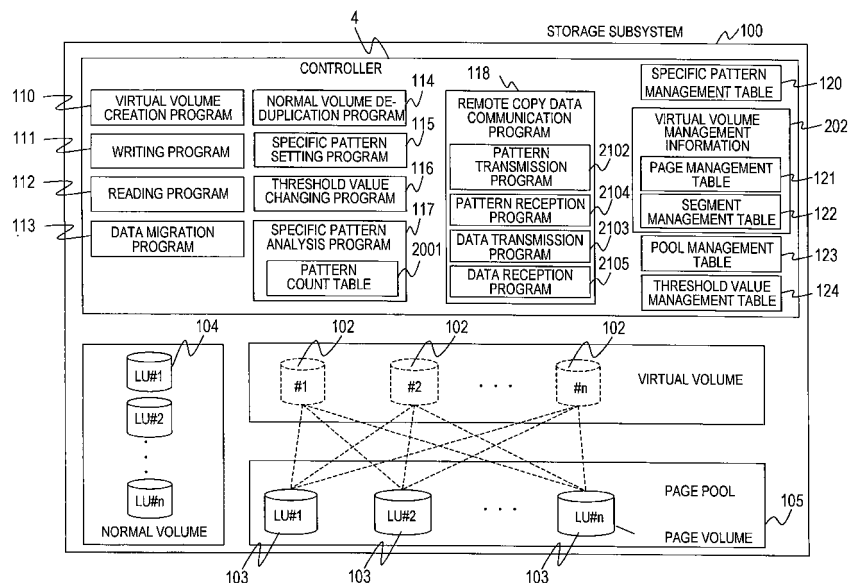 4
STORAGE SUBSYSTEM
100
CONTROLLER
110
VIRTUAL VOLUME
CREATION PROGRAM
111
WRITING PROGRAM
112
READING PROGRAM
113
DATA MIGRATION
PROGRAM
114
NORMAL VOLUME DE-
DUPLICATION PROGRAM
115
SPECIFIC PATTERN
SETTING PROGRAM
116
THRESHOLD VALUE
CHANGING PROGRAM
117
SPECIFIC PATTERN
ANALYSIS PROGRAM
2001
PATTERN
COUNT TABLE
118
REMOTE COPY DATA
COMMUNICATION
PROGRAM
2102
PATTERN
TRANSMISSION
PROGRAM
2104
PATTERN RECEPTION
PROGRAM
2103
DATA TRANSMISSION
PROGRAM
2105
DATA RECEPTION
PROGRAM
SPECIFIC PATTERN
MANAGEMENT TABLE
120
VIRTUAL VOLUME
MANAGEMENT
INFORMATION
202
PAGE MANAGEMENT
TABLE
121
SEGMENT
MANAGEMENT TABLE
122
POOL MANAGEMENT
TABLE
123
THRESHOLD VALUE
MANAGEMENT TABLE
124
104
LU#1
LU#2
LU#n
NORMAL VOLUME
102
102
102
#1
#2
. . .
#n
VIRTUAL VOLUME
LU#1
LU#2
. . .
LU#n
PAGE POOL
PAGE VOLUME
105
103
103
103